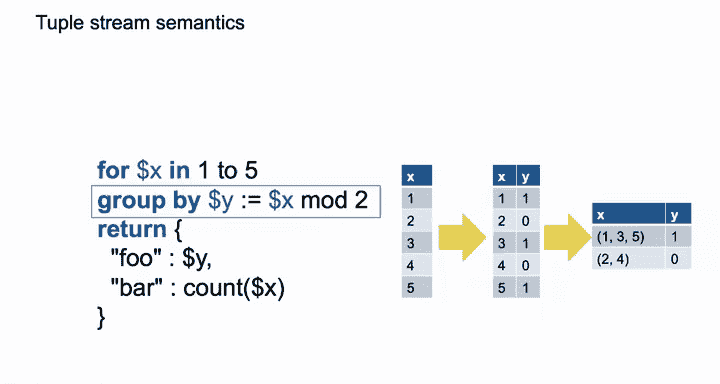 Tuple stream semantics
for $x in 1 to 5
group by $y := $x mod 2
return {
"foo" : $y,
"bar" : count($x)
}
x
1
2
3
4
5
x y
1 1
2 0
3 1
4 0
5 1
x y
(1, 3, 5) 1
(2, 4) 0